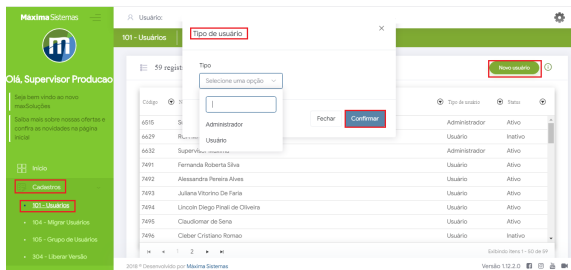 Máxima Sistemas
Usuário:
101 - Usuários
Tipo de usuário
×
59 regist
Tipo
Selecione uma opção
Novo usuário
Administrador
Usuário
Fechar
Confirmar
Olá, Supervisor Producao
Seja bem vindo ao novo
maxSoluções
Saiba mais sobre nossas ofertas e
confira as novidades na página
inicial
Início
Cadastros
101 - Usuários
104 - Migrar Usuários
106 - Grupo de Usuários
304 - Liberar Versão
Código
Tipo de usuário
Status
6515 Administrador Ativo
6629 Usuário Inativo
6632 Supervisor Administrador Ativo
7491 Fernanda Roberta Silva Usuário Ativo
7492 Alessandra Pereira Alves Usuário Ativo
7493 Juliana Vitorino De Faria Usuário Ativo
7494 Lincoln Diego Pinali de Oliveira Usuário Ativo
7495 Claudiomar de Sena Usuário Ativo
7496 Cleber Cristiano Romao Usuário Inativo
1 2
Exibindo itens 1 - 50 de 59
2018 © Desenvolvido por Máxima Sistemas
Versão 1.12.2.0